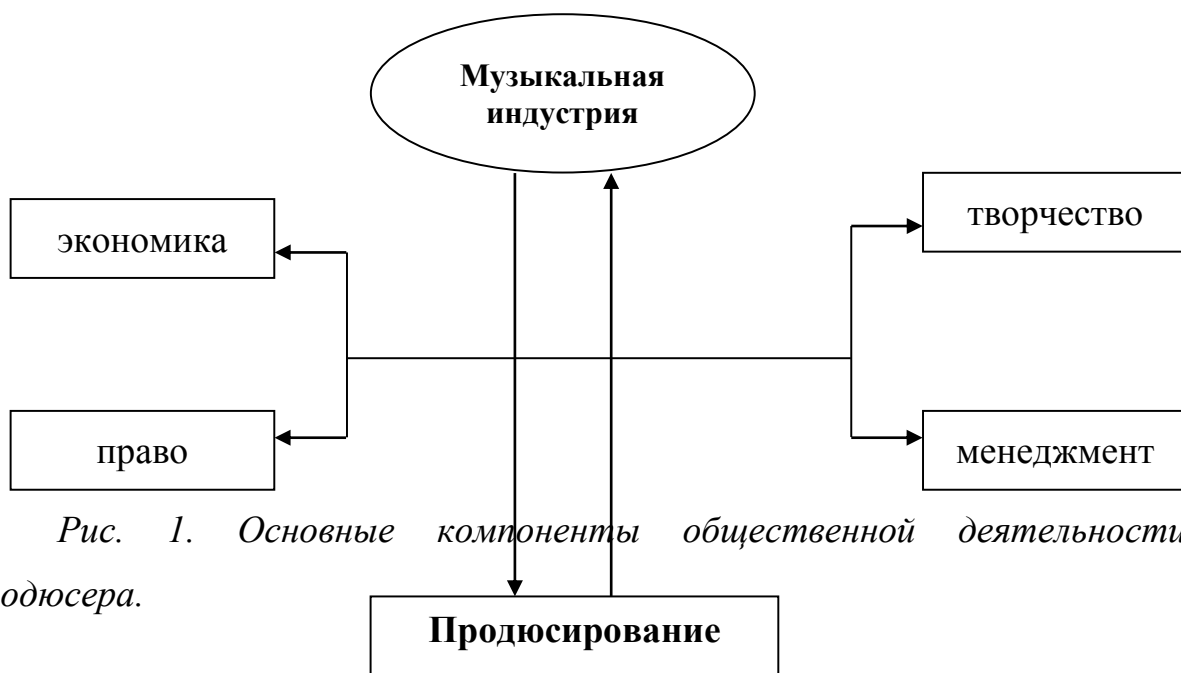 Музыкальная
индустрия
экономика
творчество
право
менеджмент
Рис. 1. Основные компоненты общественной деятельности
одюсера.
Продюсирование